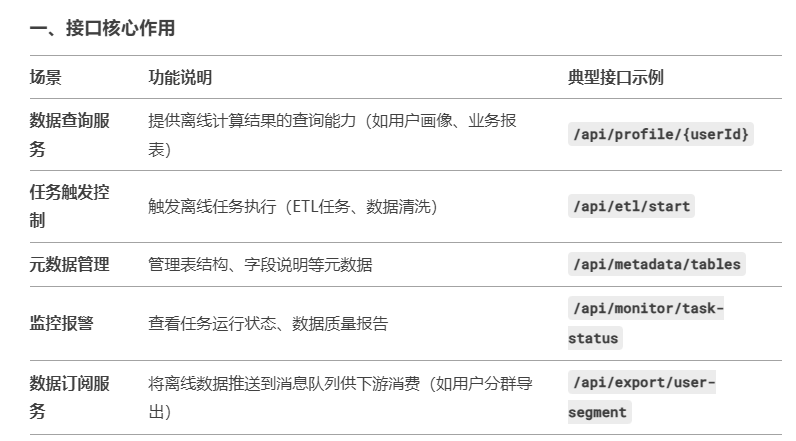 一、接口核心作用
场景 功能说明 典型接口示例
数据查询服 提供离线计算结果的查询能力（如用户画像、业务报 /api/profile/{userId}
务 表）
任务触发控 触发离线任务执行（ETL任务、数据清洗） /api/etl/start
制
元数据管理 管理表结构、字段说明等元数据 /api/metadata/tables
监控报警 查看任务运行状态、数据质量报告 /api/monitor/task-
status
数据订阅服 将离线数据推送到消息队列供下游消费（如用户分群导 /api/export/user-
务 出） segment